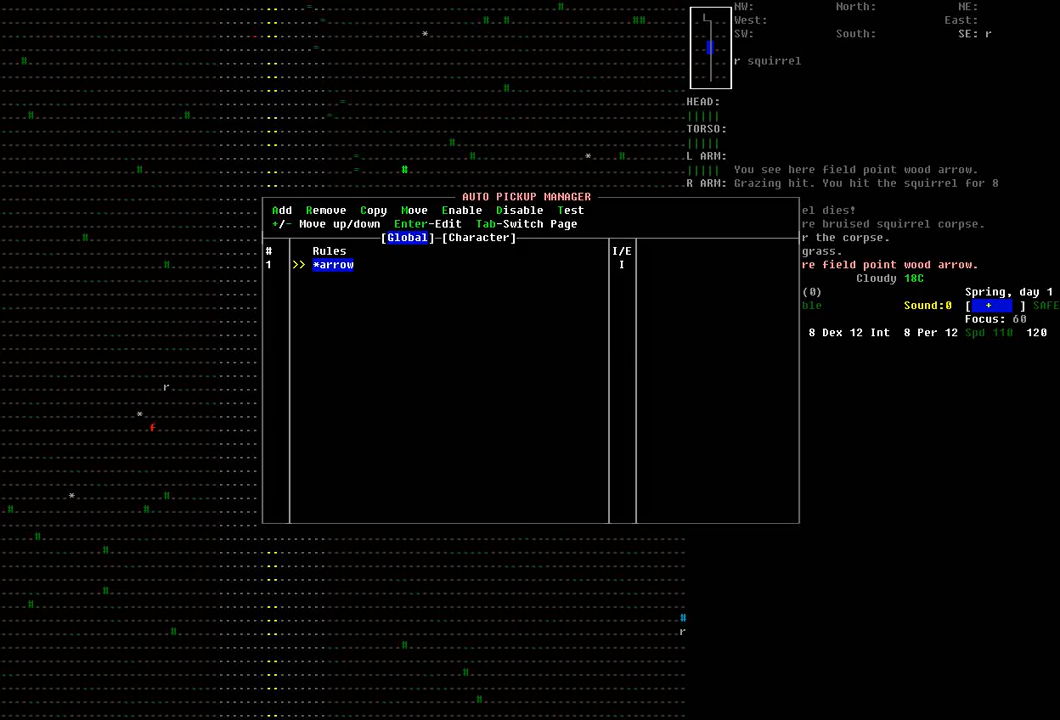 NW: North: NE:
West: East:
SW: South: SE: r
r squirrel
HEAD:
|||||
TORSO:
|||||
L ARM:
||||| You see here field point wood arrow.
R ARM: Grazing hit. You hit the squirrel for 8
AUTO PICKUP MANAGER
Add Remove Copy Move Enable Disable Test
+/- Move up/down Enter-Edit Tab-Switch Page
[Global]-[Character]
# Rules I/E
1 >> *arrow I
el dies!
re bruised squirrel corpse.
r the corpse.
grass.
re field point wood arrow.
Cloudy 18C
(0) Spring, day 1
ble Sound:0 [ + ] SAFE
Focus: 60
8 Dex 12 Int 8 Per 12 Spd 110 120